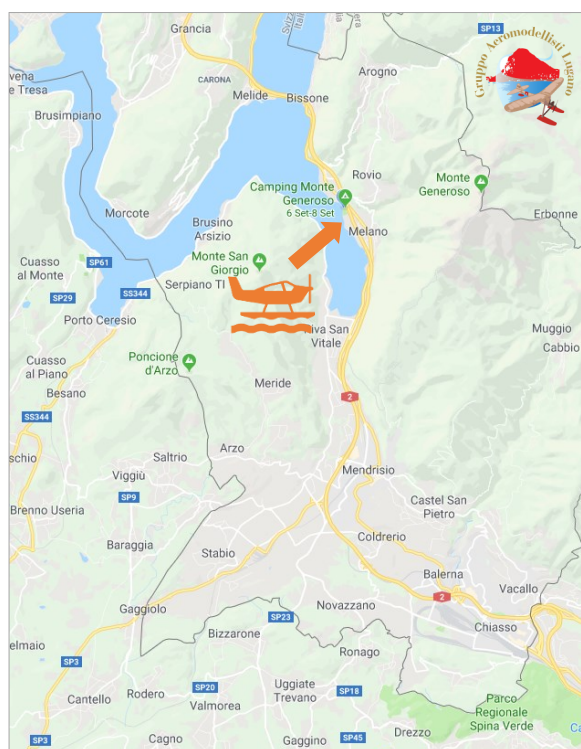 Grancia
Svizz
Itali
era
SP13
Gruppo Aeromodellisti Lugano
CARONA
Arogno
vena
e Tresa
Melide
Bissone
Brusimpiano
Camping Monte
Generoso
6 Set-8 Set
Rovio
Monte
Generoso
Morcote
Brusino
Arsizio
Melano
Erbonne
Cuasso
al Monte
SP61
Monte San
Giorgio
SP29
SS344
Serpiano TI
Porto Ceresio
Riva San
Vitale
Muggio
Cabbio
Cuasso
al Piano
Poncione
d'Arzo
Besano
Meride
2
SS344
Arzo
schio
Saltrio
Mendrisio
Viggiù
SP9
Castel San
Pietro
Brenno Useria
Baraggia
Stabio
Coldrerio
Balerna
Vacallo
2
Gaggiolo
SP23
Novazzano
Chiasso
Bizzarone
elmaio
SP3
Ronago
Cantello
Rodero
SP20
Valmorea
Uggiate
Trevano
SP18
Parco
Regionale
Spina Verde
SP3
Cagno
Gaggino
SP45
Drezzo